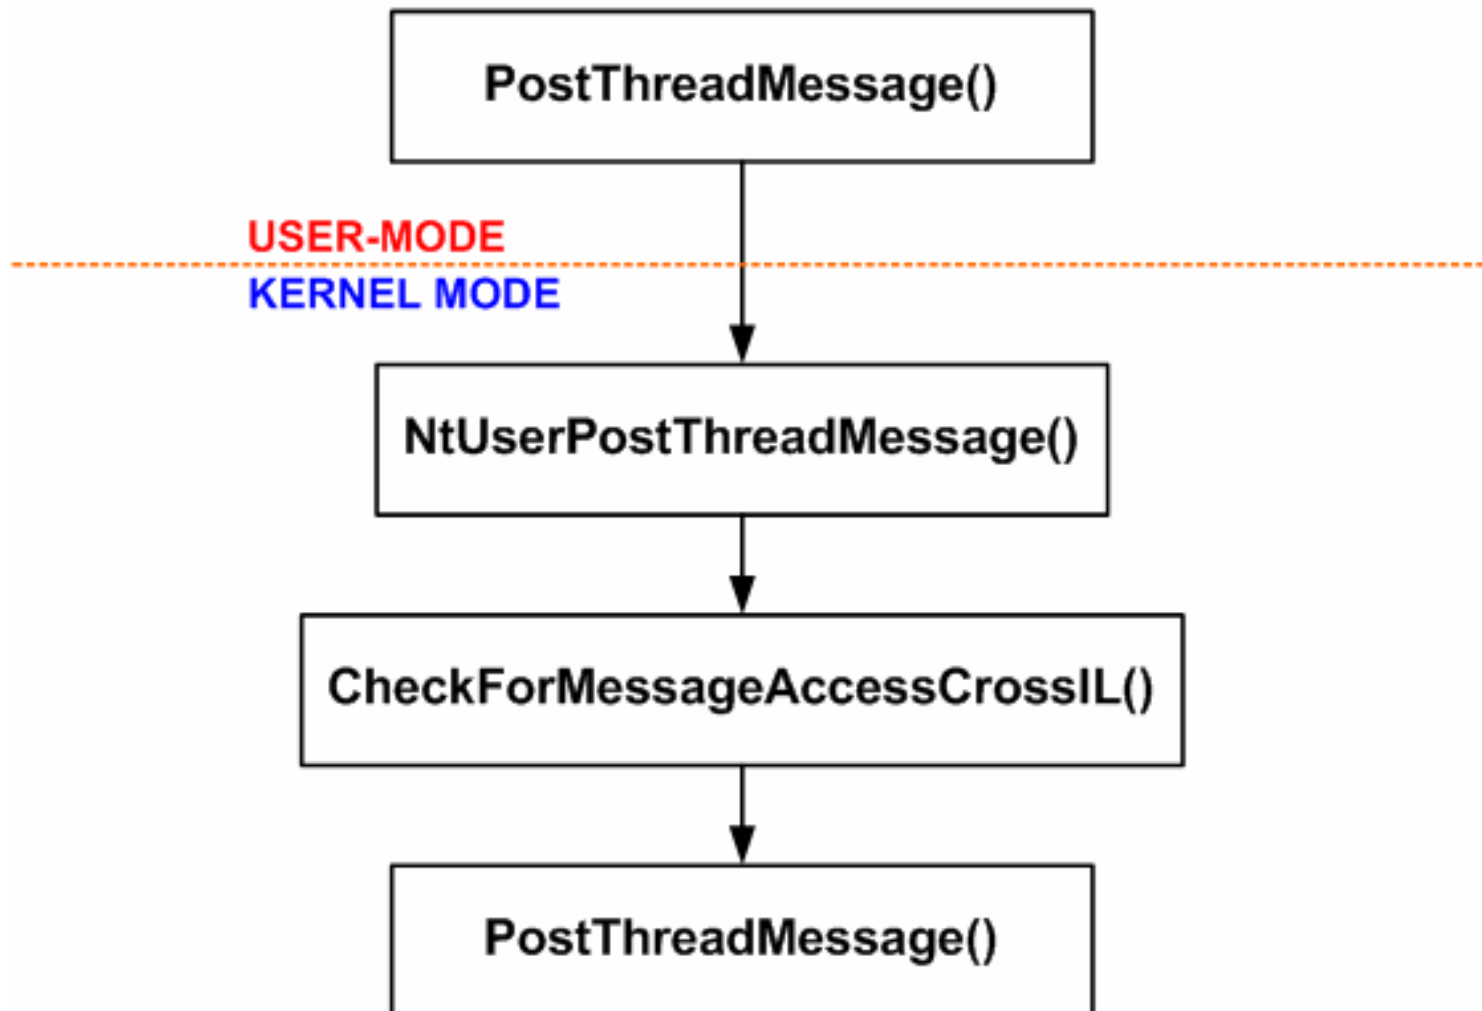 PostThreadMessage()
USER-MODE
KERNEL MODE
NtUserPostThreadMessage()
CheckForMessageAccessCrossIL()
PostThreadMessage()